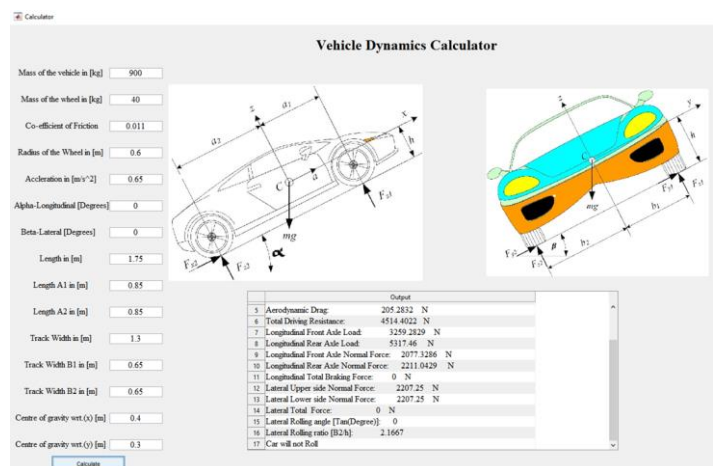 Calculator
Vehicle Dynamics Calculator
Mass of the vehicle in [kg] 900
Mass of the wheel in [kg] 40
Co-efficient of Friction 0.011
Radius of the Wheel in [m] 0.6
Accleration in [m/s^2] 0.65
Alpha-Longitudinal [Degrees] 0
Beta-Lateral [Degrees] 0
Length in [m] 1.75
Length A1 in [m] 0.85
Length A2 in [m] 0.85
Track Width in [m] 1.3
Track Width B1 in [m] 0.65
Track Width B2 in [m] 0.65
Centre of gravity wrt.(x) [m] 0.4
Centre of gravity wrt.(y) [m] 0.3
Calculate
z
a1
x
a2
h
a
C
mg
α
Fz1
Fx2
Fz2
z
y
h
C
mg
b1
b2
Output
5 Aerodynamic Drag: 205.2832 N
6 Total Driving Resistance: 4514.4022 N
7 Longitudinal Front Axle Load: 3259.2829 N
8 Longitudinal Rear Axle Load: 5317.46 N
9 Longitudinal Front Axle Normal Force: 2077.3286 N
10 Longitudinal Rear Axle Normal Force: 2211.0429 N
11 Longitudinal Total Braking Force: 0 N
12 Lateral Upper side Normal Force: 2207.25 N
13 Lateral Lower side Normal Force: 2207.25 N
14 Lateral Total Force: 0 N
15 Lateral Rolling angle [Tan(Degree)]: 0
16 Lateral Rolling ratio [B2/h]: 2.1667
17 Car will not Roll